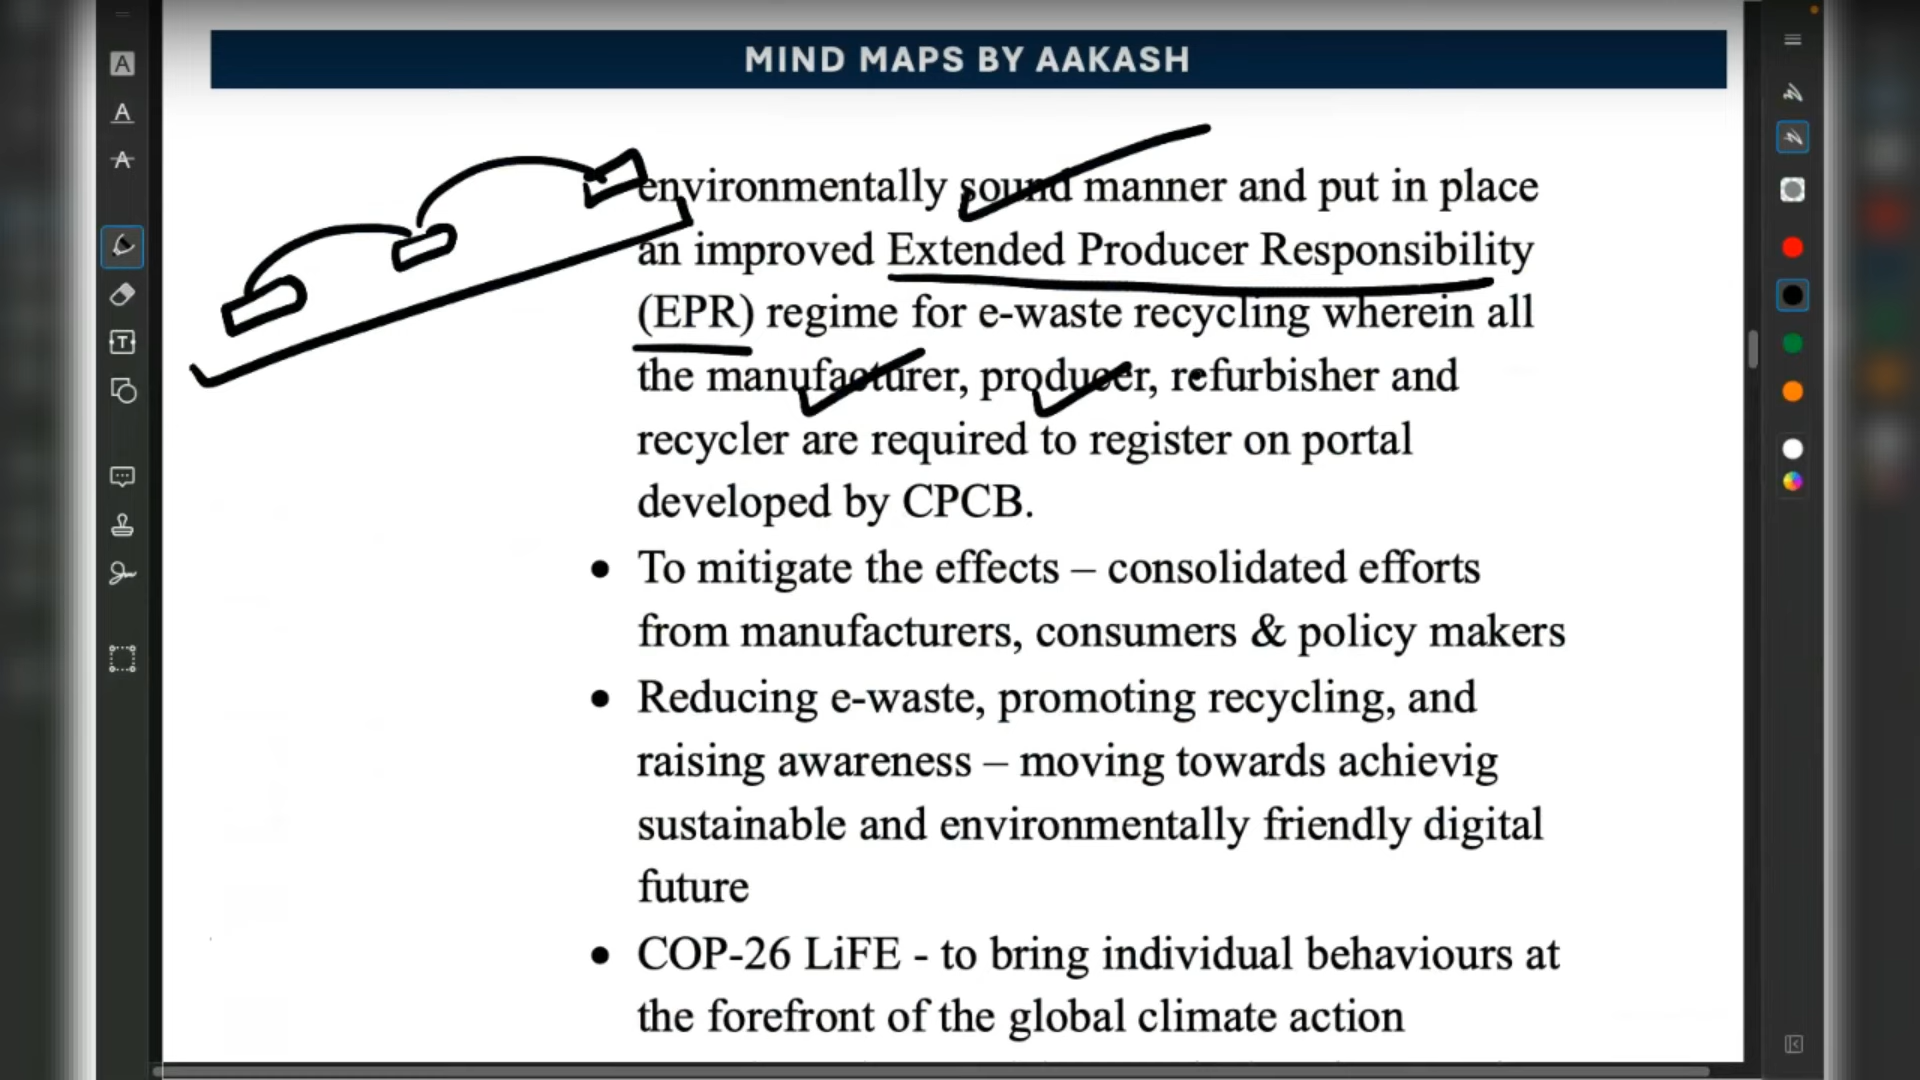 MIND MAPS BY AAKASH
environmentally sound manner and put in place
an improved Extended Producer Responsibility
(EPR) regime for e-waste recycling wherein all
the manufacturer, producer, refurbisher and
recycler are required to register on portal
developed by CPCB.
• To mitigate the effects – consolidated efforts
from manufacturers, consumers & policy makers
• Reducing e-waste, promoting recycling, and
raising awareness – moving towards achievig
sustainable and environmentally friendly digital
future
• COP-26 LiFE - to bring individual behaviours at
the forefront of the global climate action